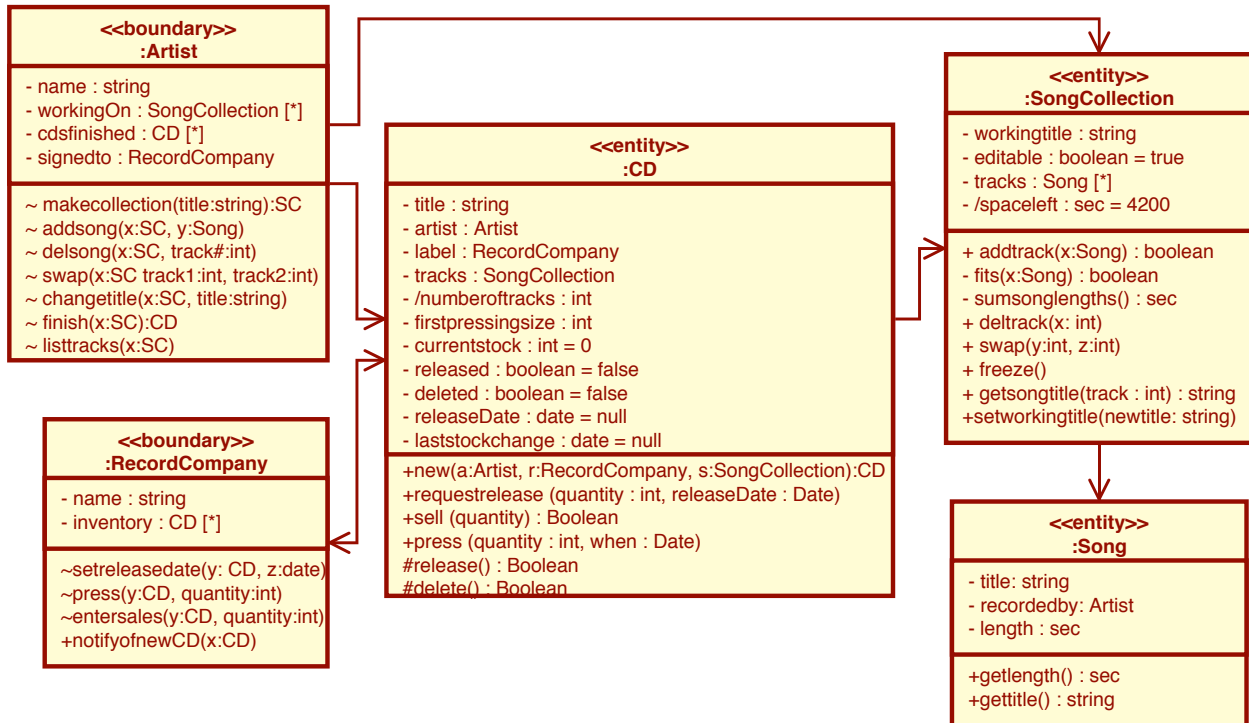 <<boundary>>
:Artist
- name : string
- workingOn : SongCollection [*]
- cdsfinished : CD [*]
- signedto : RecordCompany
~ makecollection(title:string):SC
~ addsong(x:SC, y:Song)
~ delsong(x:SC, track#:int)
~ swap(x:SC track1:int, track2:int)
~ changetitle(x:SC, title:string)
~ finish(x:SC):CD
~ listtracks(x:SC)
<<boundary>>
:RecordCompany
- name : string
- inventory : CD [*]
~setreleasedate(y: CD, z:date)
~press(y:CD, quantity:int)
~entersales(y:CD, quantity:int)
+notifyofnewCD(x:CD)
<<entity>>
:CD
- title : string
- artist : Artist
- label : RecordCompany
- tracks : SongCollection
- /numberoftracks : int
- firstpressingsize : int
- currentstock : int = 0
- released : boolean = false
- deleted : boolean = false
- releaseDate : date = null
- laststockchange : date = null
+new(a:Artist, r:RecordCompany, s:SongCollection):CD
+requestrelease (quantity : int, releaseDate : Date)
+sell (quantity) : Boolean
+press (quantity : int, when : Date)
#release() : Boolean
#delete() : Boolean
<<entity>>
:SongCollection
- workingtitle : string
- editable : boolean = true
- tracks : Song [*]
- /spaceleft : sec = 4200
+ addtrack(x:Song) : boolean
- fits(x:Song) : boolean
- sumsonglengths() : sec
+ deltrack(x: int)
+ swap(y:int, z:int)
+ freeze()
+ getsongtitle(track : int) : string
+setworkingtitle(newtitle: string)
<<entity>>
:Song
- title: string
- recordedby: Artist
- length : sec
+getlength() : sec
+gettitle() : string